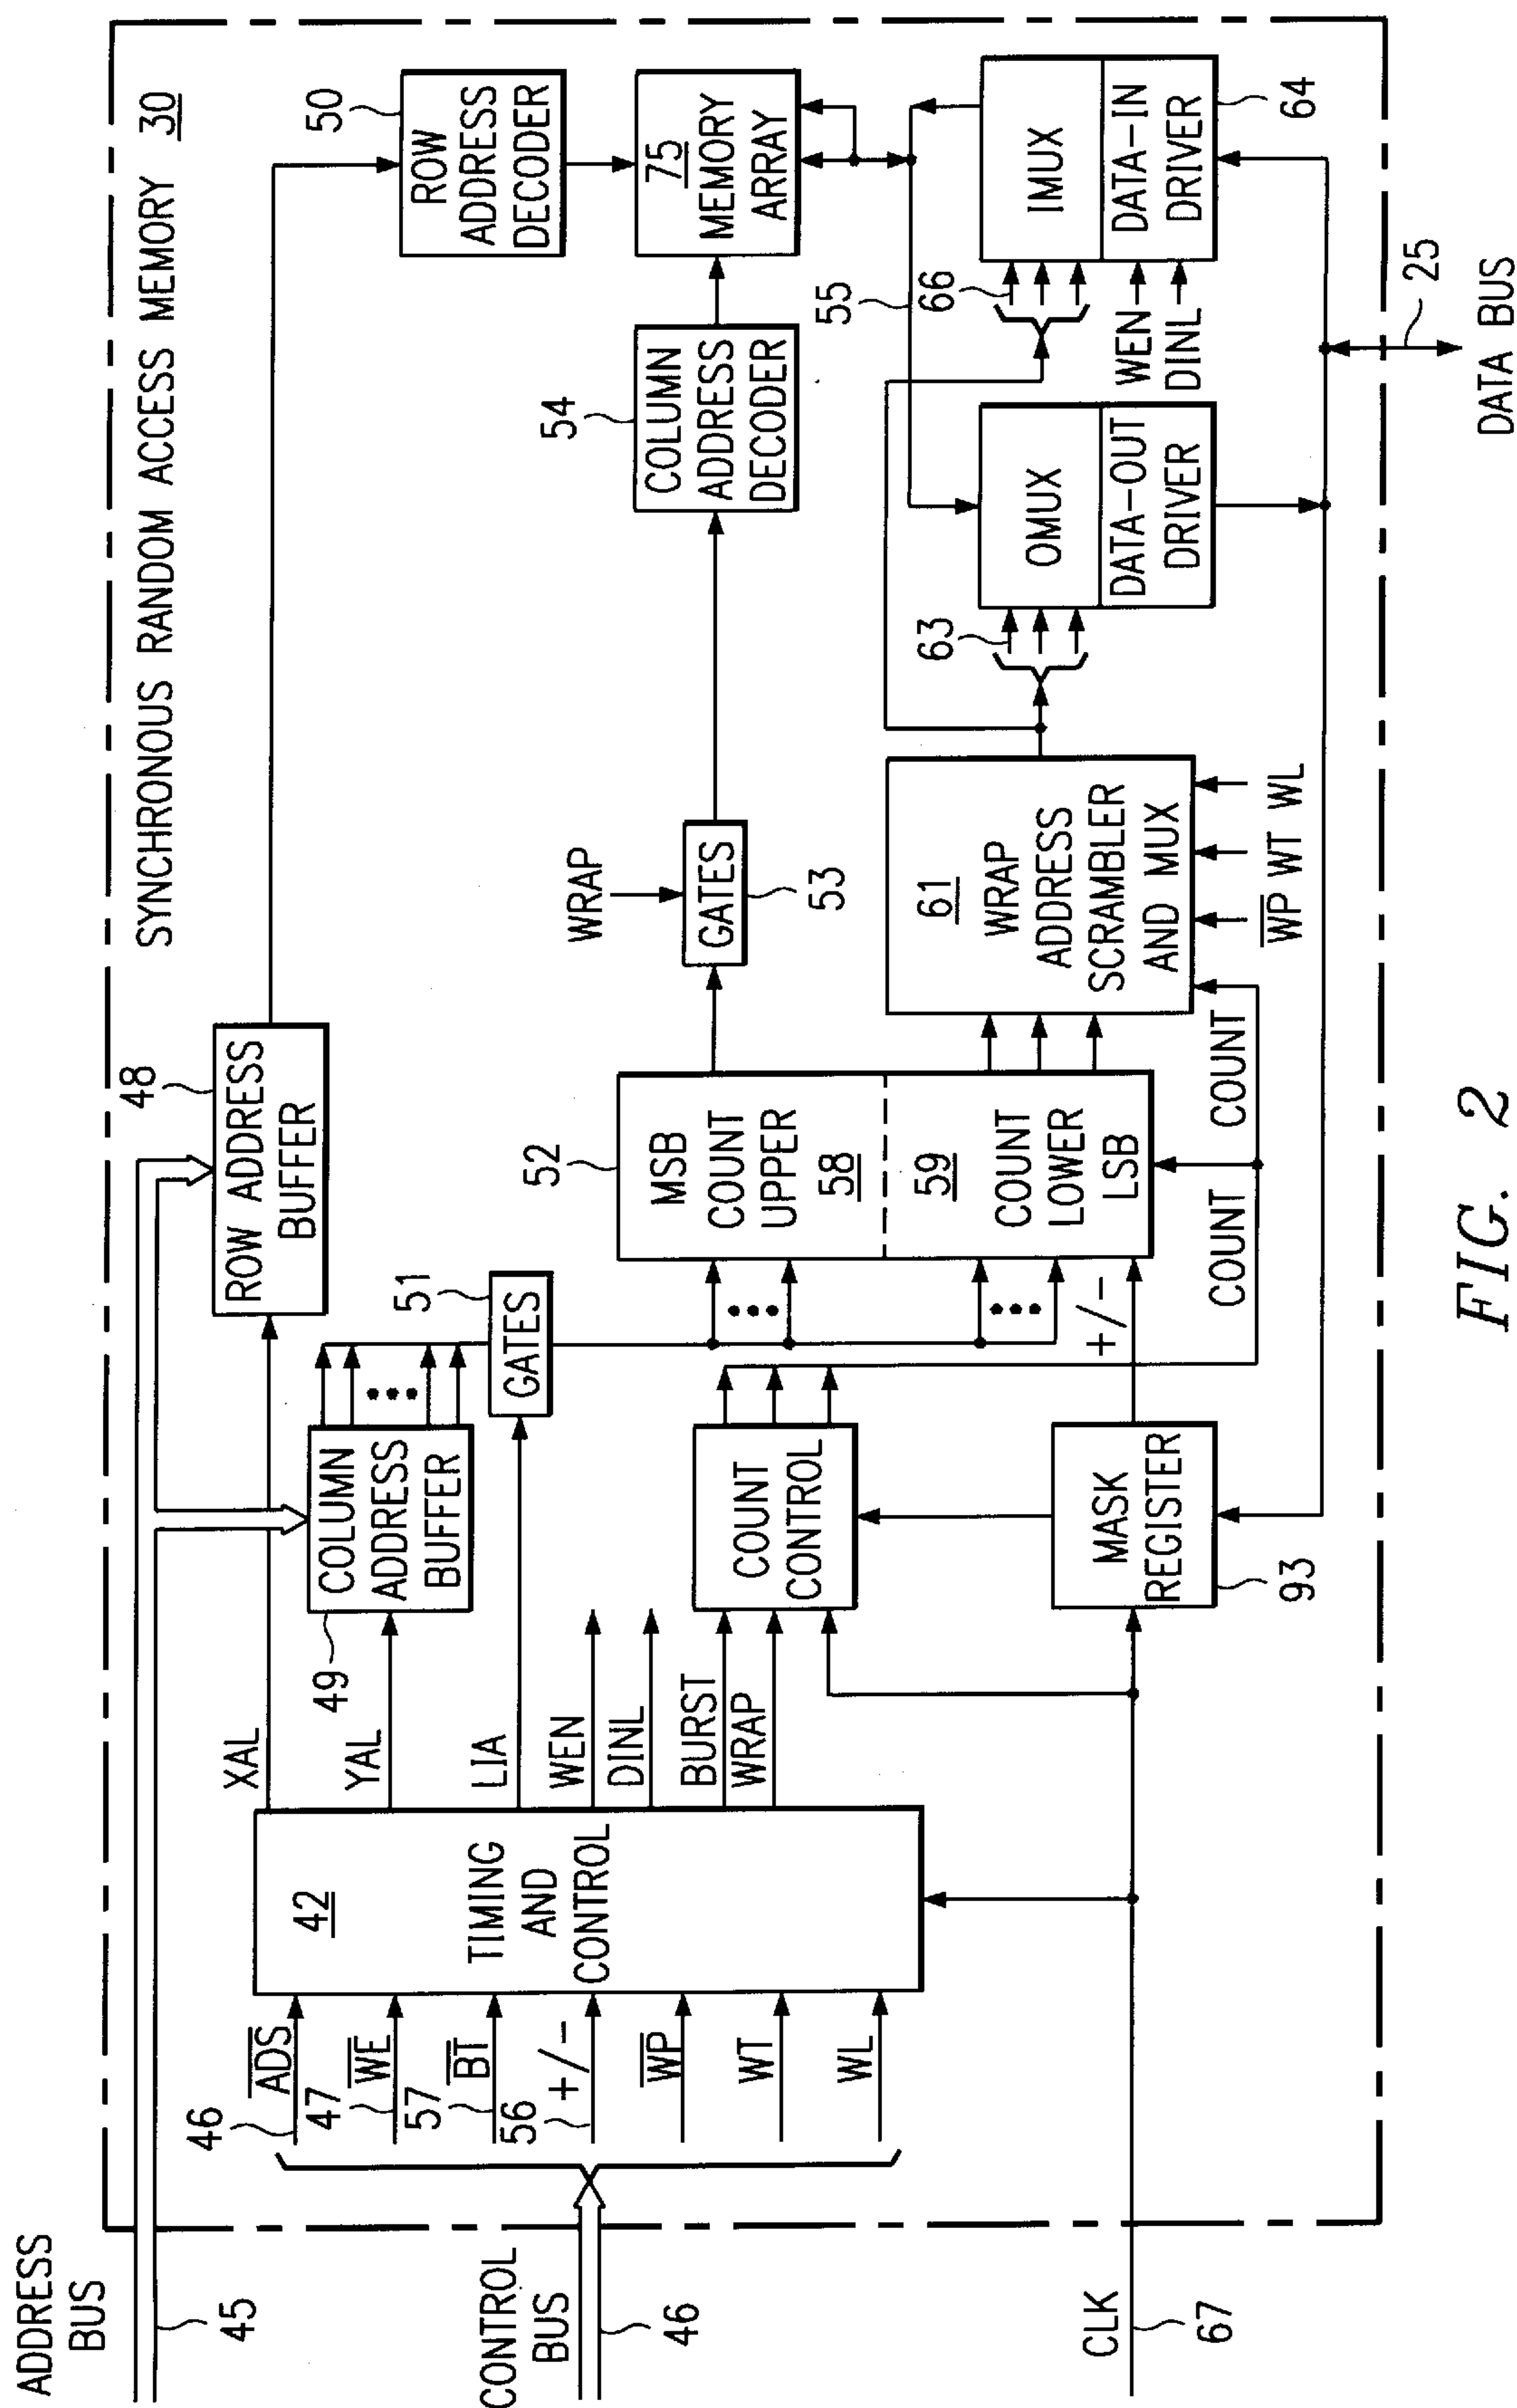 SYNCHRONOUS RANDOM ACCESS MEMORY 30
ADDRESS
BUS
45
CONTROL
BUS
46
CLK
67
46
A̅D̅S̅
47
W̅E̅
57
B̅T̅
56
+/-
W̅P̅
WT
WL
42
TIMING
AND
CONTROL
XAL
YAL
LIA
WEN
DINL
BURST
WRAP
49
COLUMN
ADDRESS
BUFFER
48
ROW ADDRESS
BUFFER
51
GATES
COUNT
CONTROL
MASK
REGISTER
93
+/-
COUNT
COUNT
52
MSB
COUNT
UPPER
58
59
COUNT
LOWER
LSB
WRAP
GATES
53
61
WRAP
ADDRESS
SCRAMBLER
AND MUX
W̅P̅ WT WL
54
COLUMN
ADDRESS
DECODER
50
ROW
ADDRESS
DECODER
75
MEMORY
ARRAY
55
63
OMUX
DATA-OUT
DRIVER
66
WEN
DINL
IMUX
DATA-IN
DRIVER
64
25
DATA BUS
FIG. 2